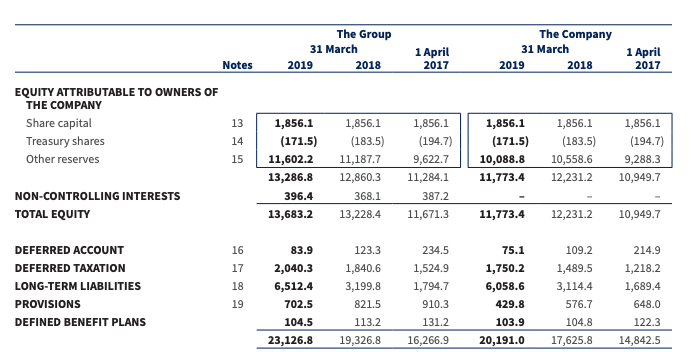 The Group The Company
31 March 1 April 31 March 1 April
Notes 2019 2018 2017 2019 2018 2017
EQUITY ATTRIBUTABLE TO OWNERS OF
THE COMPANY
Share capital 13 1,856.1 1,856.1 1,856.1 1,856.1 1,856.1 1,856.1
Treasury shares 14 (171.5) (183.5) (194.7) (171.5) (183.5) (194.7)
Other reserves 15 11,602.2 11,187.7 9,622.7 10,088.8 10,558.6 9,288.3
13,286.8 12,860.3 11,284.1 11,773.4 12,231.2 10,949.7
NON-CONTROLLING INTERESTS 396.4 368.1 387.2 – – –
TOTAL EQUITY 13,683.2 13,228.4 11,671.3 11,773.4 12,231.2 10,949.7
DEFERRED ACCOUNT 16 83.9 123.3 234.5 75.1 109.2 214.9
DEFERRED TAXATION 17 2,040.3 1,840.6 1,524.9 1,750.2 1,489.5 1,218.2
LONG-TERM LIABILITIES 18 6,512.4 3,199.8 1,794.7 6,058.6 3,114.4 1,689.4
PROVISIONS 19 702.5 821.5 910.3 429.8 576.7 648.0
DEFINED BENEFIT PLANS 104.5 113.2 131.2 103.9 104.8 122.3
23,126.8 19,326.8 16,266.9 20,191.0 17,625.8 14,842.5